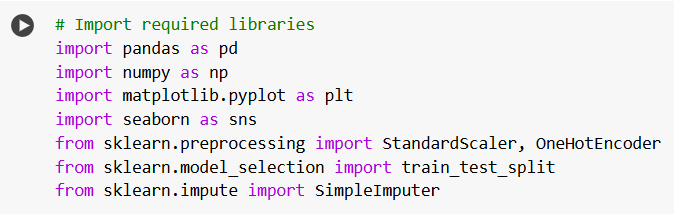 # Import required libraries
import pandas as pd
import numpy as np
import matplotlib.pyplot as plt
import seaborn as sns
from sklearn.preprocessing import StandardScaler, OneHotEncoder
from sklearn.model_selection import train_test_split
from sklearn.impute import SimpleImputer